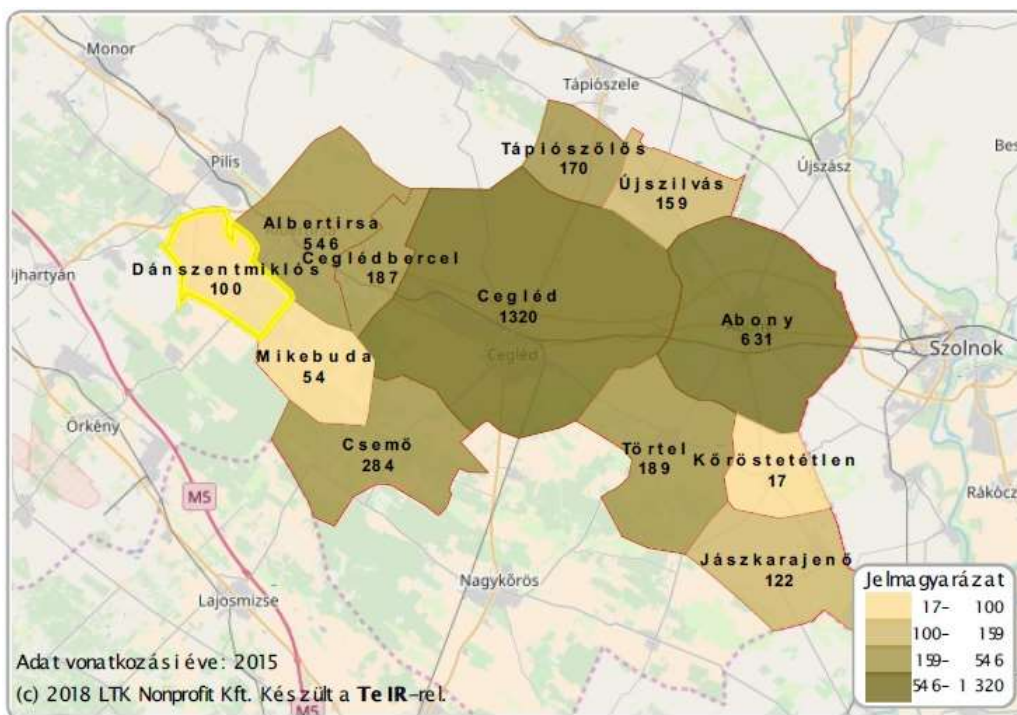 Monor
Tápiószele
Bes
Tápiószőlős
170
Újszász
Pilis
Újszilvás
159
Albertirsa
546
Ceglédbercel
187
Újhartyán
Dánszentmiklós
100
Cegléd
1320
Abony
631
Cegléd
Szolnok
Mikebuda
54
Örkény
Csemő
284
Törtel
189
Kőröstetétlen
17
M5
Rákócz
Jászkarajenő
122
Nagykőrös
Lajosmizse
Jelmagyarázat
17– 100
100– 159
159– 546
546– 1 320
Adat vonatkozási éve: 2015
(c) 2018 LTK Nonprofit Kft. Készült a TeIR-rel.
M5